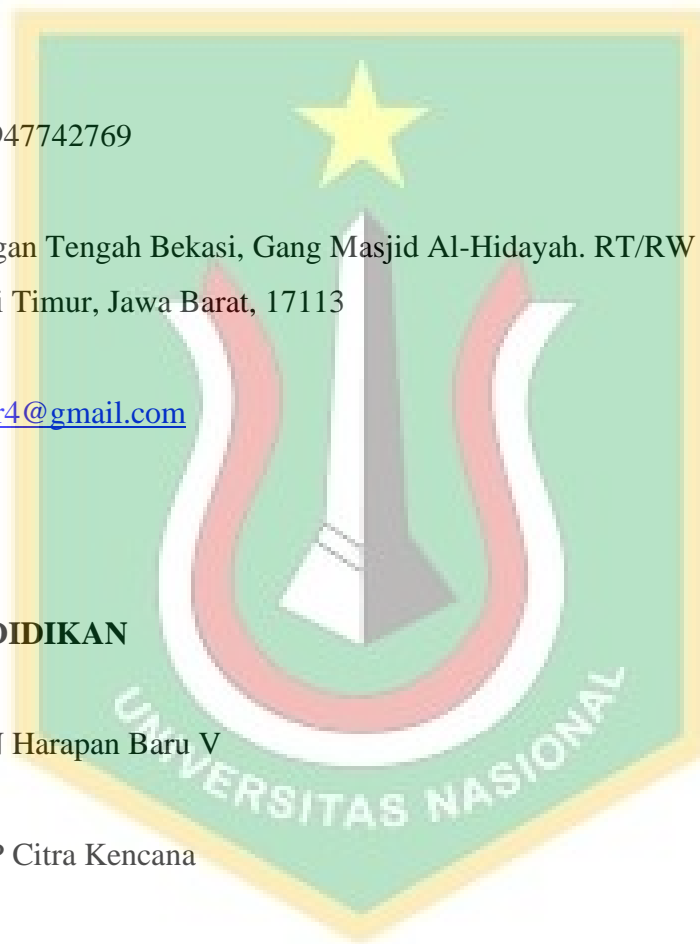 947742769
gan Tengah Bekasi, Gang Masjid Al-Hidayah. RT/RW
i Timur, Jawa Barat, 17113
r4@gmail.com
DIDIKAN
Harapan Baru V
Citra Kencana
UNIVERSITAS NASIONAL